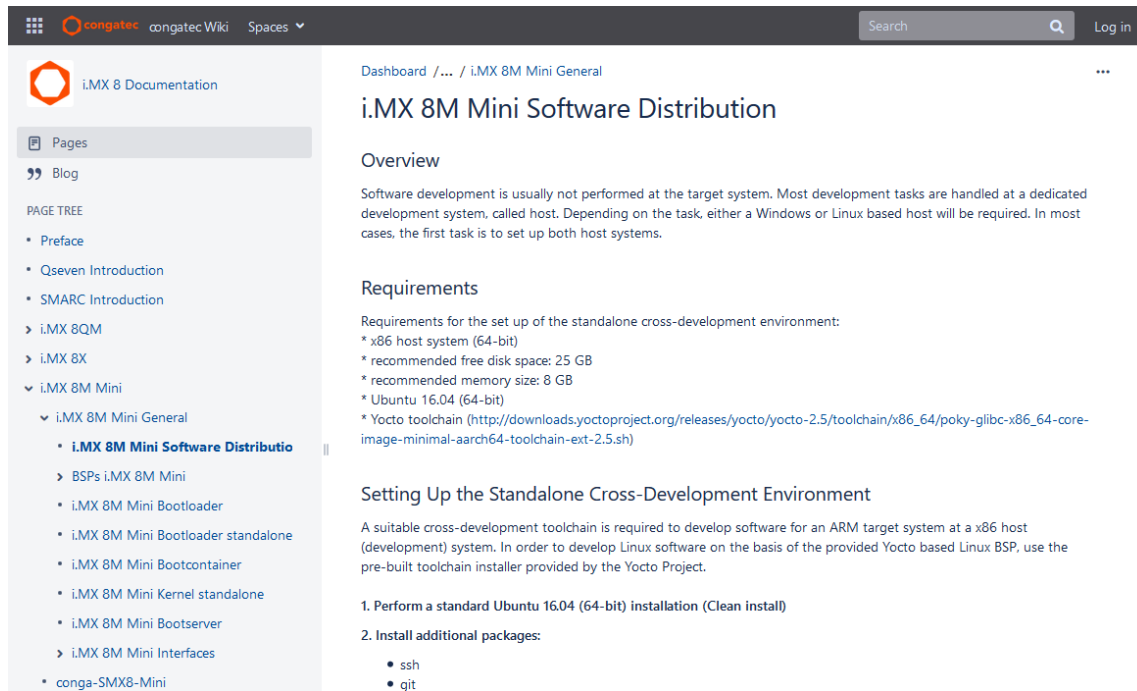 congatec congatec Wiki Spaces Search Log in
i.MX 8 Documentation
Pages
Blog
PAGE TREE
• Preface
• Qseven Introduction
• SMARC Introduction
i.MX 8QM
i.MX 8X
i.MX 8M Mini
i.MX 8M Mini General
• i.MX 8M Mini Software Distributio
BSPs i.MX 8M Mini
• i.MX 8M Mini Bootloader
• i.MX 8M Mini Bootloader standalone
• i.MX 8M Mini Bootcontainer
• i.MX 8M Mini Kernel standalone
• i.MX 8M Mini Bootserver
i.MX 8M Mini Interfaces
• conga-SMX8-Mini
Dashboard /... / i.MX 8M Mini General
i.MX 8M Mini Software Distribution
Overview
Software development is usually not performed at the target system. Most development tasks are handled at a dedicated
development system, called host. Depending on the task, either a Windows or Linux based host will be required. In most
cases, the first task is to set up both host systems.
Requirements
Requirements for the set up of the standalone cross-development environment:
* x86 host system (64-bit)
* recommended free disk space: 25 GB
* recommended memory size: 8 GB
* Ubuntu 16.04 (64-bit)
* Yocto toolchain (http://downloads.yoctoproject.org/releases/yocto/yocto-2.5/toolchain/x86_64/poky-glibc-x86_64-core-
image-minimal-aarch64-toolchain-ext-2.5.sh)
Setting Up the Standalone Cross-Development Environment
A suitable cross-development toolchain is required to develop software for an ARM target system at a x86 host
(development) system. In order to develop Linux software on the basis of the provided Yocto based Linux BSP, use the
pre-built toolchain installer provided by the Yocto Project.
1. Perform a standard Ubuntu 16.04 (64-bit) installation (Clean install)
2. Install additional packages:
• ssh
• git